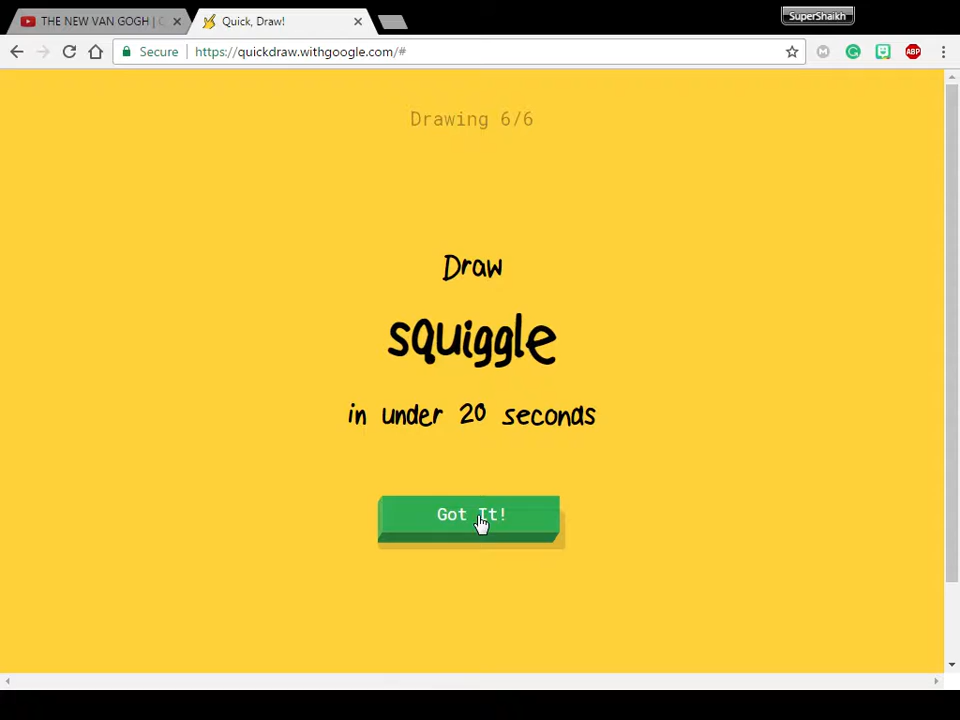 SuperShaikh
THE NEW VAN GOGH |
Quick, Draw!
Secure
https://quickdraw.withgoogle.com/#
ABP
Drawing 6/6
Draw
squiggle
in under 20 seconds
Got It!